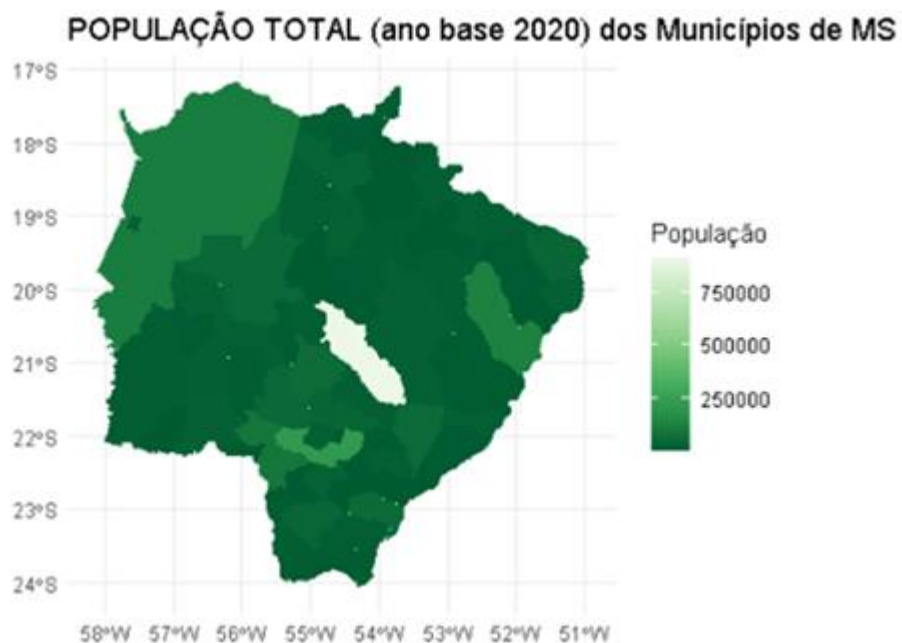 POPULAÇÃO TOTAL (ano base 2020) dos Municípios de MS
17°S
18°S
19°S
20°S
21°S
22°S
23°S
24°S
População
750000
500000
250000
58°W 57°W 56°W 55°W 54°W 53°W 52°W 51°W